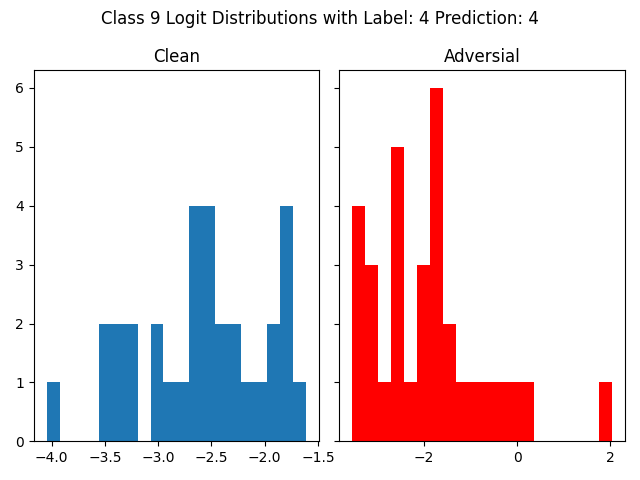 Class 9 Logit Distributions with Label: 4 Prediction: 4
Clean
Adversial
6
5
4
3
2
1
0
−4.0 −3.5 −3.0 −2.5 −2.0 −1.5
−2 0 2